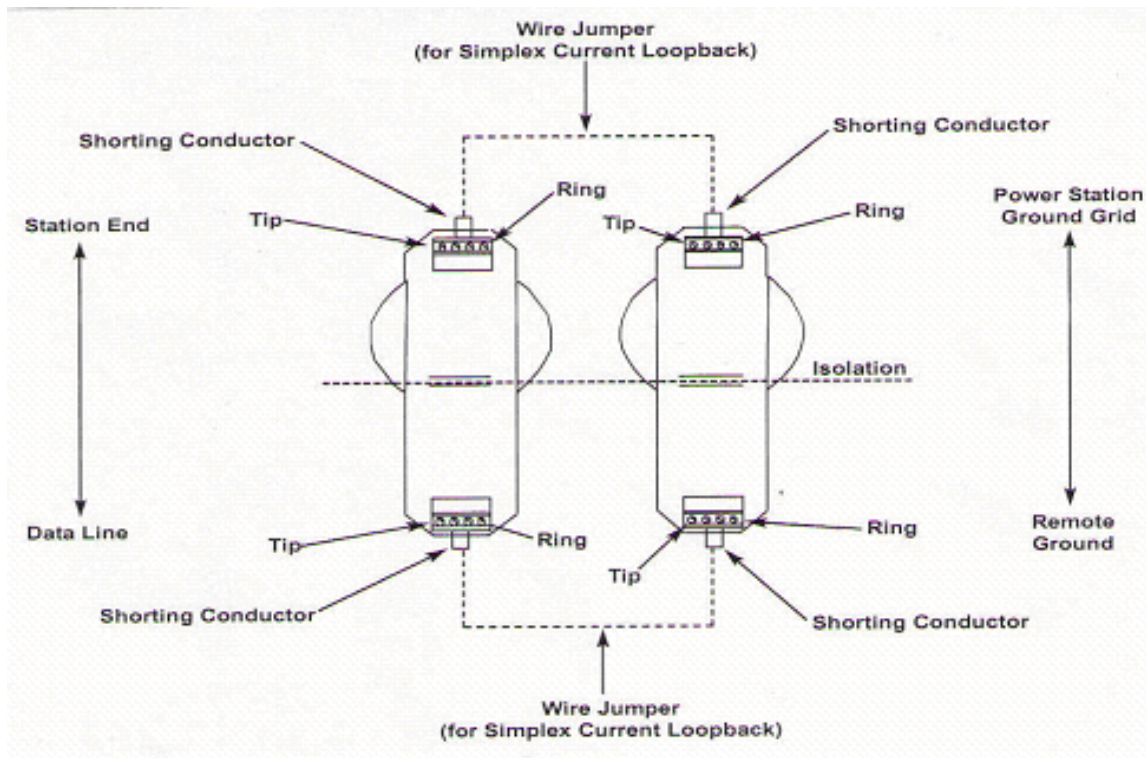 Wire Jumper
(for Simplex Current Loopback)
Shorting Conductor
Shorting Conductor
Ring
Tip
Station End
Tip
Ring
Power Station
Ground Grid
Isolation
Data Line
Tip
Ring
Tip
Ring
Remote
Ground
Shorting Conductor
Shorting Conductor
Wire Jumper
(for Simplex Current Loopback)